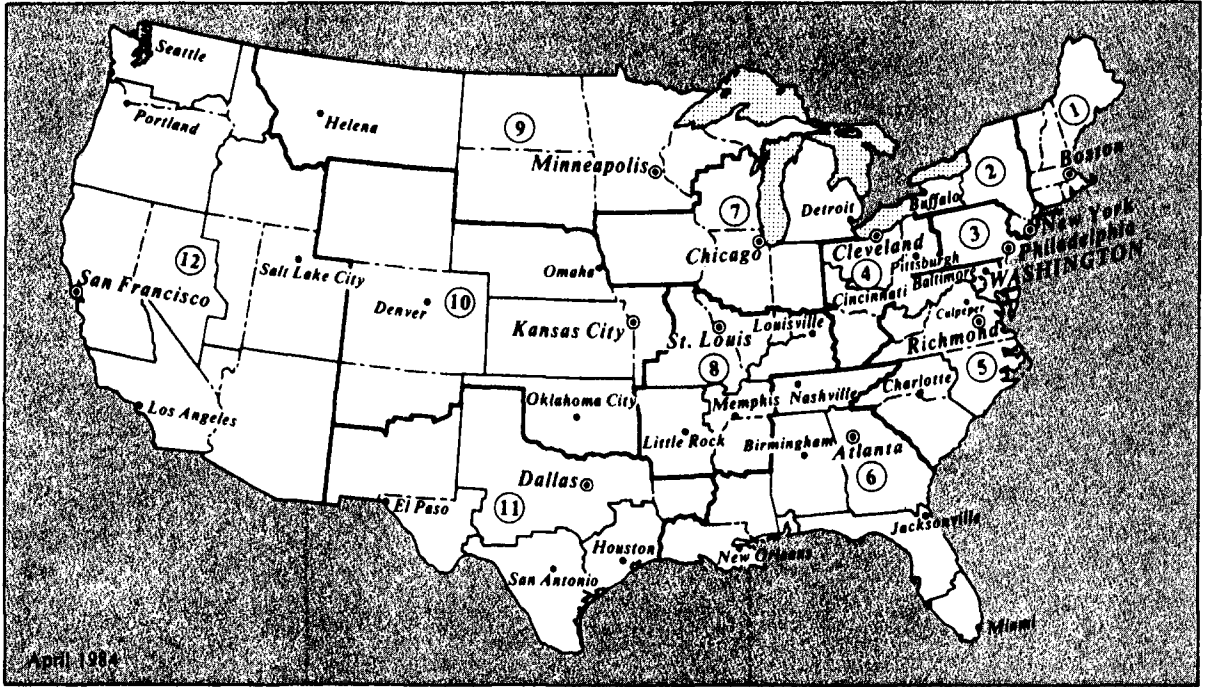 Seattle
Portland
Helena
9
1
Minneapolis
Boston
2
Buffalo
7
Detroit
New York
3
Philadelphia
Chicago
Cleveland
Pittsburgh
WASHINGTON
12
Salt Lake City
Omaha
4
Baltimore
San Francisco
Denver
10
Cincinnati
Culpeper
Kansas City
St. Louis
Louisville
Richmond
8
5
Charlotte
Nashville
Memphis
Oklahoma City
Los Angeles
Little Rock
Birmingham
Atlanta
6
Dallas
11
El Paso
Jacksonville
Houston
New Orleans
San Antonio
Miami
April 1984